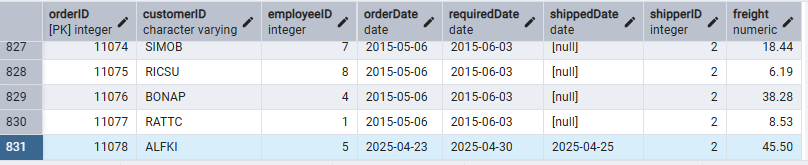 orderID customerID employeeID orderDate requiredDate shippedDate shipperID freight
[PK] integer character varying integer date date date integer numeric
827 11074 SIMOB 7 2015-05-06 2015-06-03 [null] 2 18.44
828 11075 RICSU 8 2015-05-06 2015-06-03 [null] 2 6.19
829 11076 BONAP 4 2015-05-06 2015-06-03 [null] 2 38.28
830 11077 RATTC 1 2015-05-06 2015-06-03 [null] 2 8.53
831 11078 ALFKI 5 2025-04-23 2025-04-30 2025-04-25 2 45.50